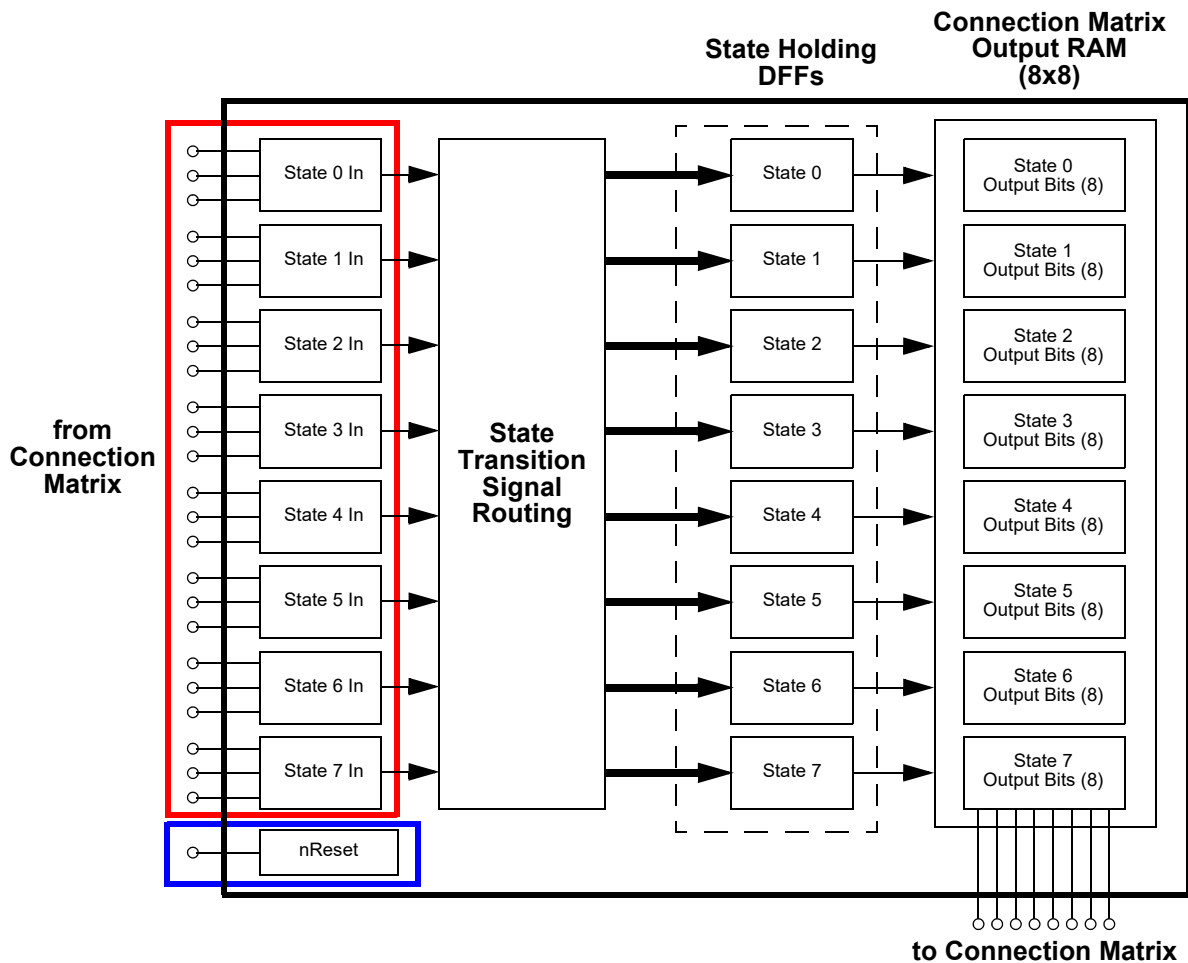 Connection Matrix
Output RAM
(8x8)
State Holding
DFFs
State 0 In
State 0
State 0
Output Bits (8)
State 1 In
State 1
State 1
Output Bits (8)
State 2 In
State 2
State 2
Output Bits (8)
from
Connection
Matrix
State 3 In
State
Transition
Signal
Routing
State 3
State 3
Output Bits (8)
State 4 In
State 4
State 4
Output Bits (8)
State 5 In
State 5
State 5
Output Bits (8)
State 6 In
State 6
State 6
Output Bits (8)
State 7 In
State 7
State 7
Output Bits (8)
nReset
to Connection Matrix